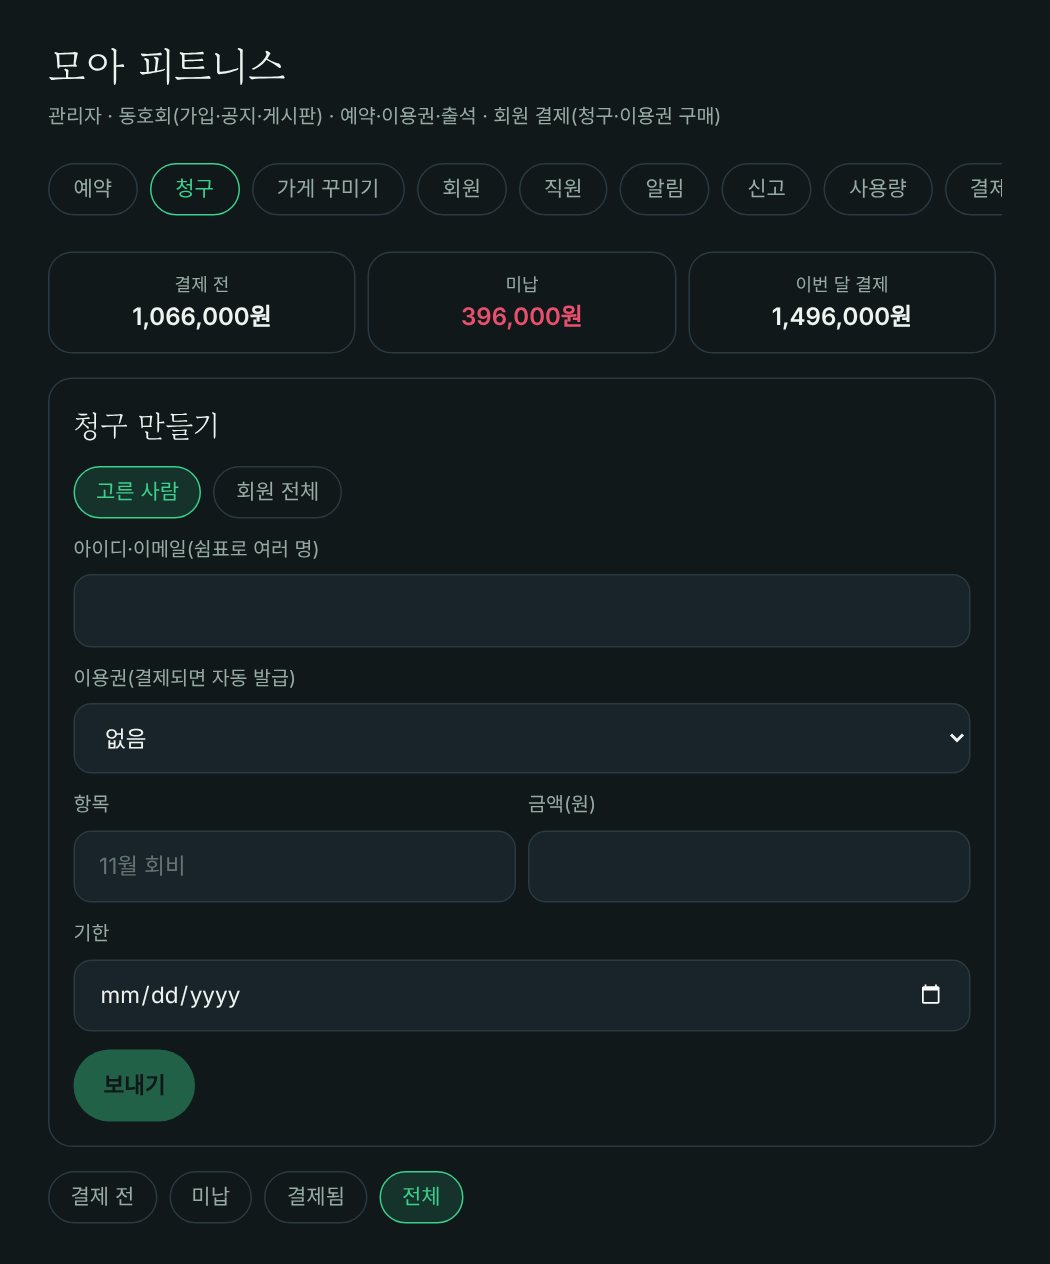 모아 피트니스
관리자 · 동호회(가입·공지·게시판) · 예약·이용권·출석 · 회원 결제(청구·이용권 구매)
예약 청구 가게 꾸미기 회원 직원 알림 신고 사용량 결제
결제 전 미납 이번 달 결제
1,066,000원 396,000원 1,496,000원
청구 만들기
고른 사람 회원 전체
아이디·이메일(쉼표로 여러 명)
이용권(결제되면 자동 발급)
없음
항목 금액(원)
11월 회비
기한
mm/dd/yyyy
보내기
결제 전 미납 결제됨 전체